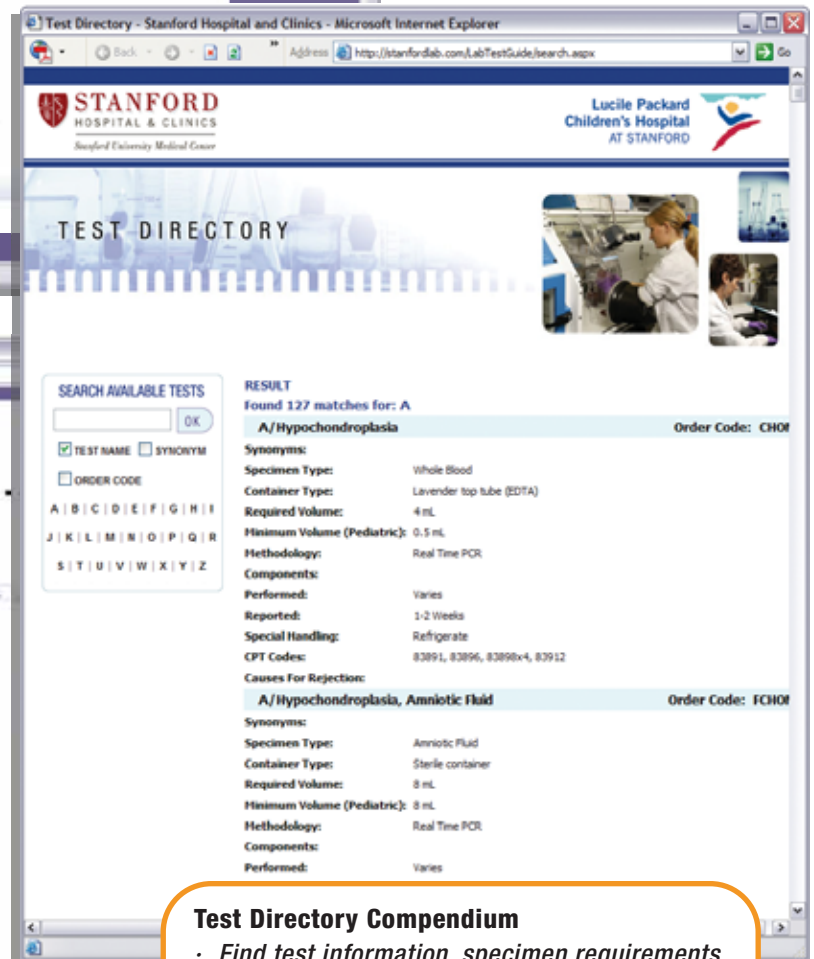 Test Directory - Stanford Hospital and Clinics - Microsoft Internet Explorer
Back
Address http://stanfordlab.com/LabTestGuide/search.aspx
Go
STANFORD
HOSPITAL & CLINICS
Stanford University Medical Center
Lucile Packard
Children's Hospital
AT STANFORD
TEST DIRECTORY
SEARCH AVAILABLE TESTS
OK
TEST NAME SYNONYM
ORDER CODE
A | B | C | D | E | F | G | H | I
J | K | L | M | N | O | P | Q | R
S | T | U | V | W | X | Y | Z
RESULT
Found 127 matches for: A
A/Hypochondroplasia Order Code:
Synonyms:
Specimen Type: Whole Blood
Container Type: Lavender top tube (EDTA)
Required Volume: 4 mL
Minimum Volume (Pediatric): 0.5 mL
Methodology: Real Time PCR
Components:
Performed: Varies
Reported: 1-2 Weeks
Special Handling: Refrigerate
CPT Codes: 83891, 83896, 83898x4, 83912
Causes For Rejection:
A/Hypochondroplasia, Amniotic Fluid Order Code:
Synonyms:
Specimen Type: Amniotic Fluid
Container Type: Sterile container
Required Volume: 8 mL
Minimum Volume (Pediatric): 8 mL
Methodology: Real Time PCR
Components:
Performed: Varies
Test Directory Compendium
· Find test information, specimen requirements